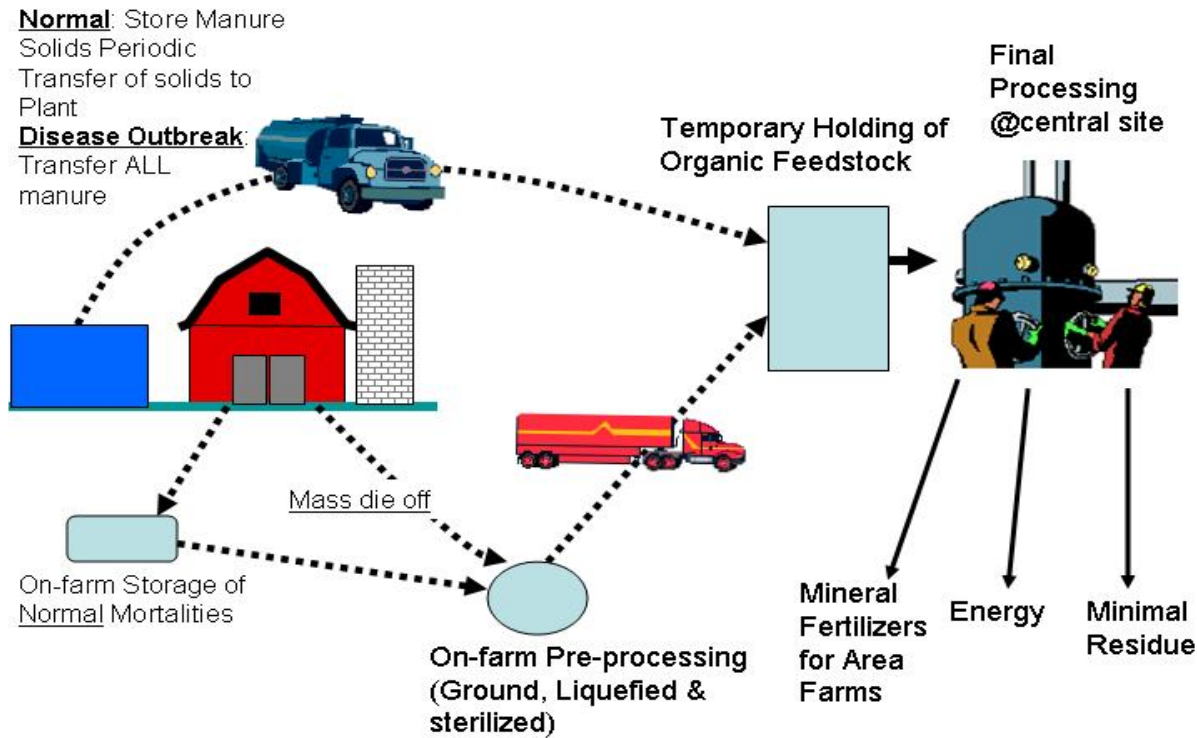 Normal: Store Manure
Solids Periodic
Transfer of solids to
Plant
Disease Outbreak:
Transfer ALL
manure
Final
Processing
@central site
Temporary Holding of
Organic Feedstock
Mass die off
On-farm Storage of
Normal Mortalities
On-farm Pre-processing
(Ground, Liquefied &
sterilized)
Mineral
Fertilizers
for Area
Farms
Energy
Minimal
Residue